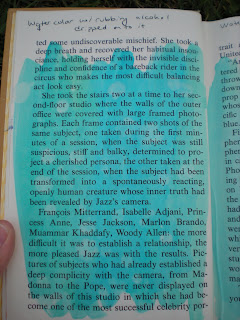 Watercolor w/rubbing alcohol
dropped onto it
ted some undiscoverable mischief. She took a
deep breath and recovered her habitual inso-
ciance, holding herself with the invisible disci-
pline and confidence of a bareback rider in the
circus who makes the most difficult balancing
act look easy.
She took the stairs two at a time to her sec-
ond-floor studio where the walls of the outer
office were covered with large framed photo-
graphs. Each frame contained two shots of the
same subject, one taken during the first min-
utes of a session, when the subject was still
suspicious, stiff and bulky, determined to pro-
ject a cherished persona, the other taken at the
end of the session, when the subject had been
transformed into a spontaneously reacting,
openly human creature whose inner truth had
been revealed by Jazz's camera.
François Mitterrand, Isabelle Adjani, Prin-
cess Anne, Jesse Jackson, Marlon Brando,
Muammar Khaddafy, Woody Allen: the more
difficult it was to establish a relationship, the
more pleased Jazz was with the results. Pic-
tures of subjects who had already established a
deep complicity with the camera, from Ma-
donna to the Pope, were never displayed on
the walls of this studio in which she had be-
come one of the most successful celebrity por-